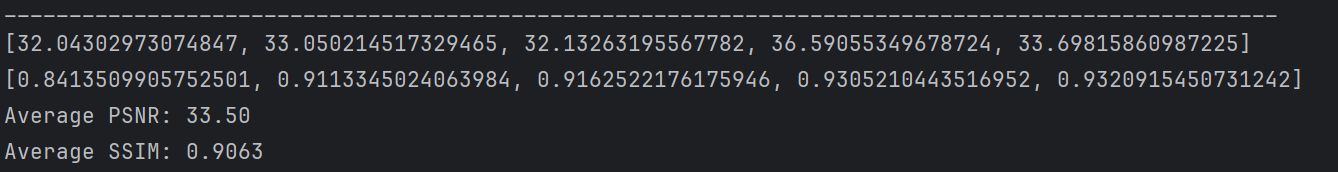 [32.04302973074847, 33.050214517329465, 32.13263195567782, 36.59055349678724, 33.69815860987225]
[0.8413509905752501, 0.9113345024063984, 0.9162522176175946, 0.9305210443516952, 0.9320915450731242]
Average PSNR: 33.50
Average SSIM: 0.9063